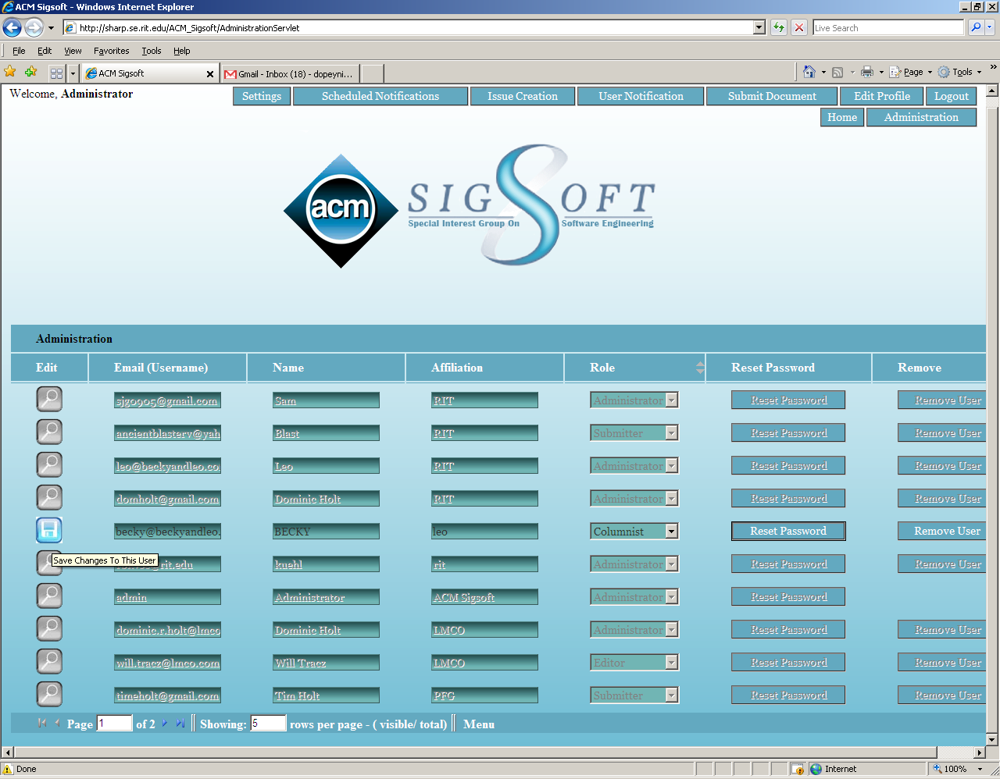 ACM Sigsoft - Windows Internet Explorer
http://sharp.se.rit.edu/ACM_Sigsoft/AdministrationServlet
Live Search
File Edit View Favorites Tools Help
ACM Sigsoft
Gmail - Inbox (18) - dopeyni...
Page Tools
Welcome, Administrator
Settings Scheduled Notifications Issue Creation User Notification Submit Document Edit Profile Logout
Home Administration
acm
SIGSOFT
Special Interest Group On Software Engineering
Administration
Edit Email (Username) Name Affiliation Role Reset Password Remove
sjg0905@gmail.com Sam RIT Administrator Reset Password Remove User
ancientblasterv@yah Blast RIT Submitter Reset Password Remove User
leo@beckyandleo.co Leo RIT Administrator Reset Password Remove User
domholt@gmail.com Dominic Holt RIT Administrator Reset Password Remove User
becky@beckyandleo. BECKY leo Columnist Reset Password Remove User
Save Changes To This User
rit.edu kuehl rit Administrator Reset Password Remove User
admin Administrator ACM Sigsoft Administrator Reset Password
dominic.r.holt@lmco Dominic Holt LMCO Administrator Reset Password Remove User
will.tracz@lmco.com Will Tracz LMCO Editor Reset Password Remove User
timeholt@gmail.com Tim Holt PFG Submitter Reset Password Remove User
Page 1 of 2 Showing: 5 rows per page - ( visible/ total) Menu
Done Internet 100%